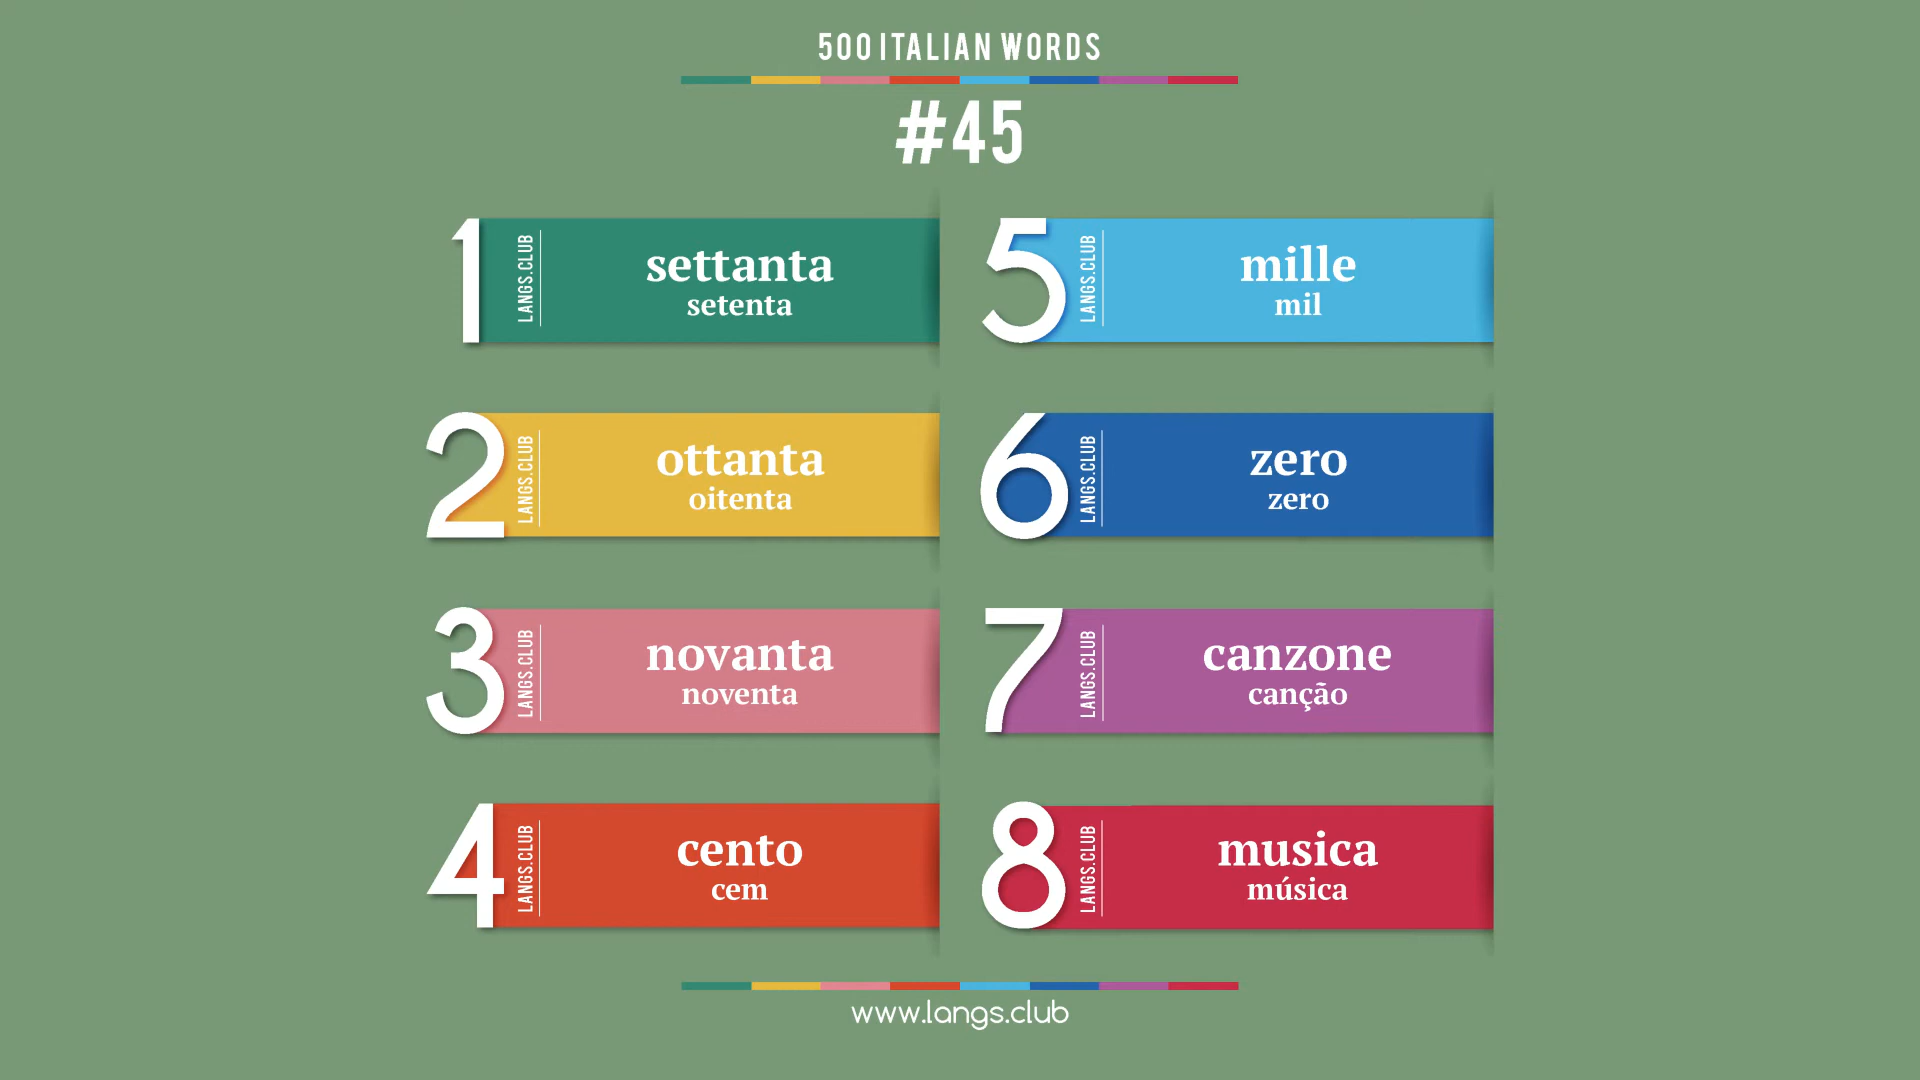 500 ITALIAN WORDS
#45
1
LANGS.CLUB
settanta
setenta
2
LANGS.CLUB
ottanta
oitenta
3
LANGS.CLUB
novanta
noventa
4
LANGS.CLUB
cento
cem
5
LANGS.CLUB
mille
mil
6
LANGS.CLUB
zero
zero
7
LANGS.CLUB
canzone
canção
8
LANGS.CLUB
musica
música
www.langs.club